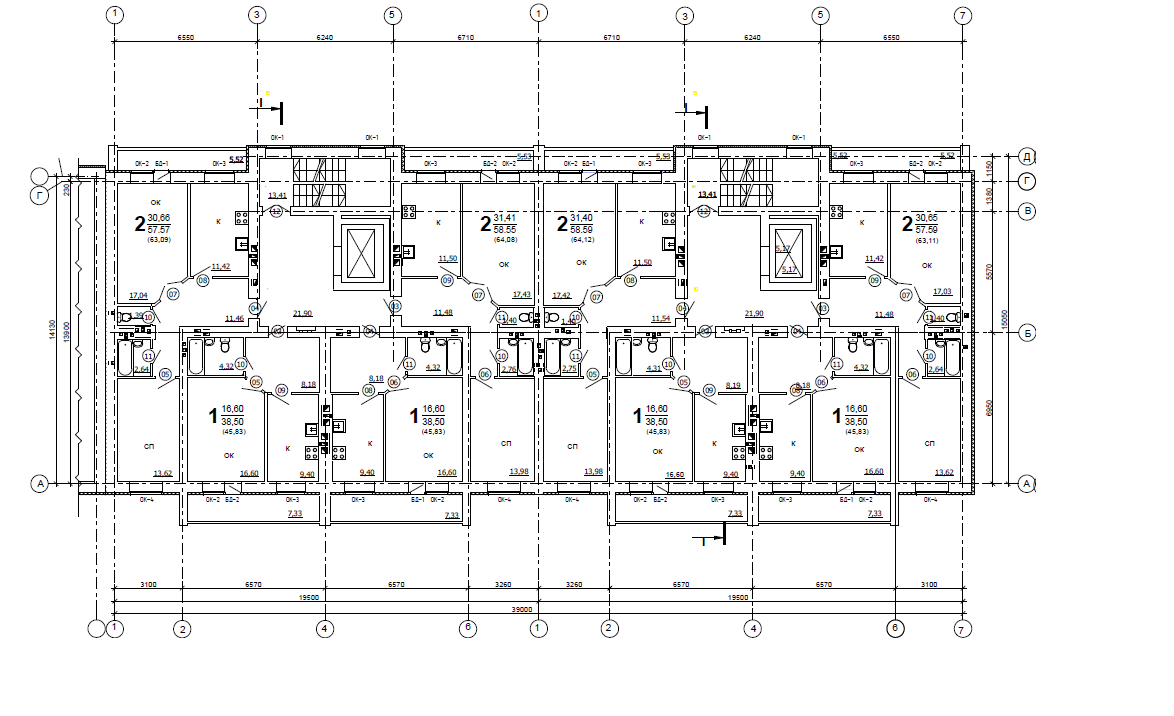 1 3 5 1 3 5 7
6550 6240 6710 6710 6240 6550
I I
ОК-1 ОК-1 ОК-1 ОК-1
ОК-2 БД-1 ОК-3 5,52 ОК-3 БД-2 ОК-2 5,53 ОК-2 БД-1 ОК-3 5,53 5,52 ОК-3 БД-2 ОК-2 5,52
Д
Г
Г
В
230
1150
1380
13,41 13,41
12 12
ОК К К К К
2 30,66 57.57 (63,09)
2 31,41 58.55 (64,08)
2 31,40 58.59 (64,12)
2 30,65 57.59 (63,11)
ОК ОК ОК
5,17
5,17
11,42 11,50 11,50 11,42
08 09 08 09
17,04 07 07 17,43 17,42 07 07 17,03
5570
04 03 04 03
11,46 21,90 11,48 11,54 21,90 11,48
10 11 1,40 10 11 1,40
14130
13900
15050
Б
11 2,64 05 4,32 10 8,18 8,18 11 4,32 10 2,76 06 11 2,75 05 4,31 10 8,19 8,18 11 4,32 10 2,64 06
05 09 08 06 05 09 06
1 16,60 38,50 (45,83)
1 16,60 38,50 (45,83)
1 16,60 38,50 (45,83)
1 16,60 38,50 (45,83)
6950
СП К К СП СП К К СП
ОК ОК ОК ОК
13,62 16,60 9,40 9,40 16,60 13,98 13,98 16,60 9,40 9,40 16,60 13,62
А А
ОК-4 ОК-2 БД-2 ОК-3 ОК-3 БД-1 ОК-2 ОК-4 ОК-4 ОК-2 БД-2 ОК-3 ОК-3 БД-1 ОК-2 ОК-4
7,33 7,33 7,33 7,33
I
3100 6570 6570 3260 3260 6570 6570 3100
19500 19500
39000
1 2 4 6 1 2 4 6 7